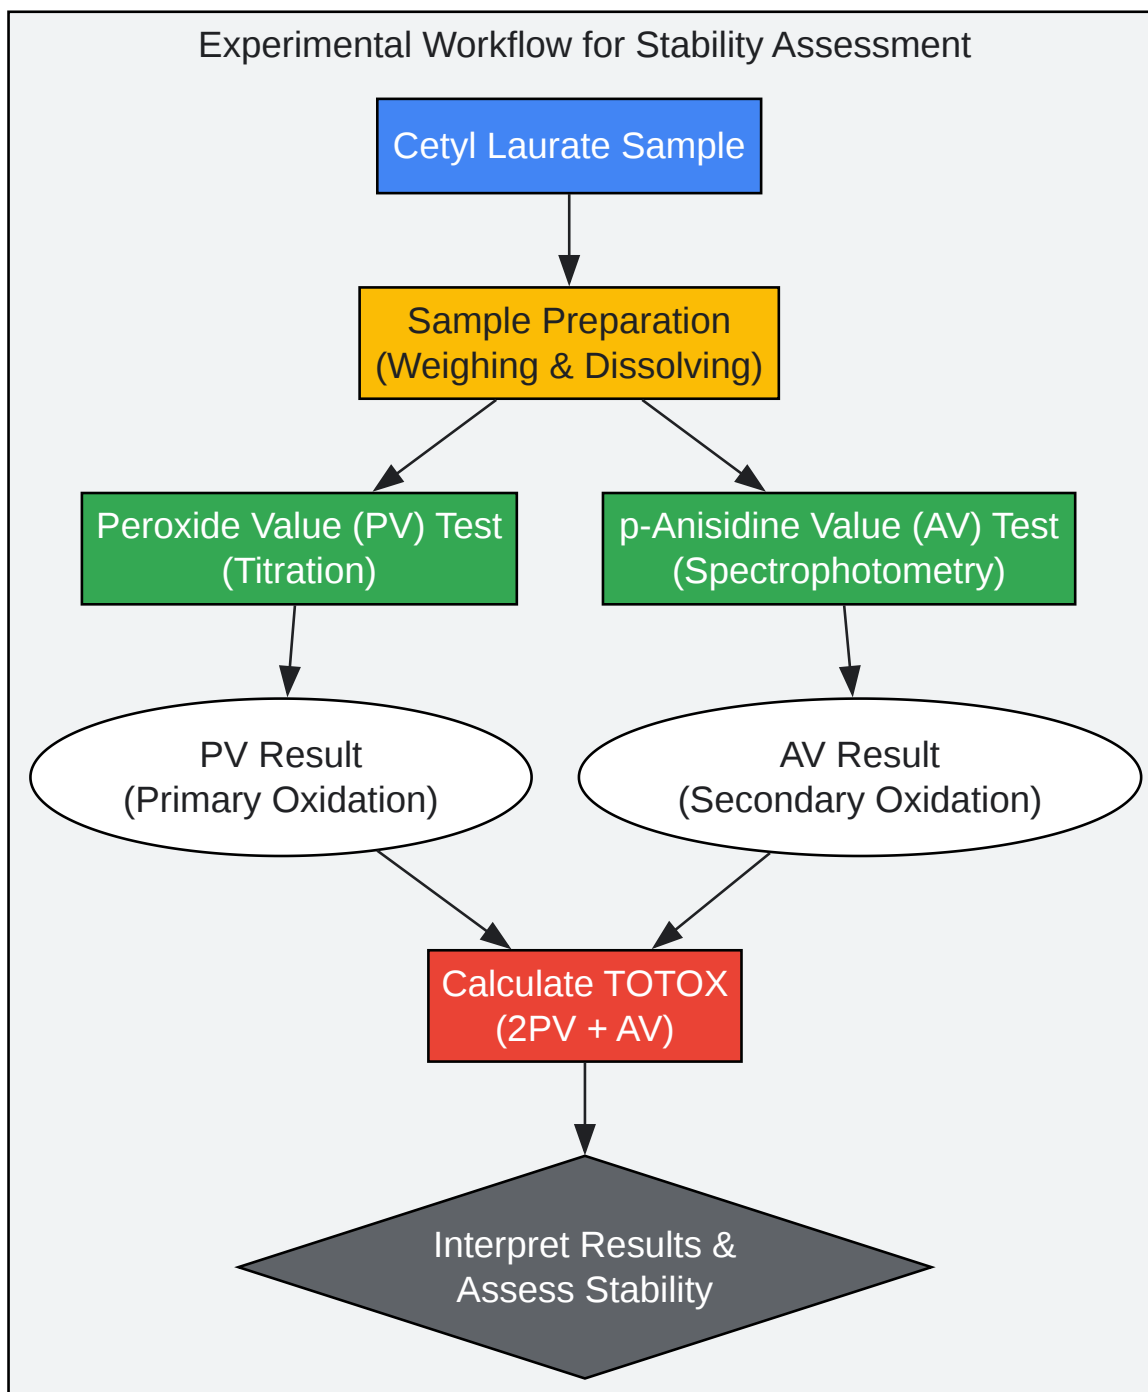 Experimental Workflow for Stability Assessment
Cetyl Laurate Sample
Sample Preparation
(Weighing & Dissolving)
Peroxide Value (PV) Test
(Titration)
p-Anisidine Value (AV) Test
(Spectrophotometry)
PV Result
(Primary Oxidation)
AV Result
(Secondary Oxidation)
Calculate TOTOX
(2PV + AV)
Interpret Results &
Assess Stability